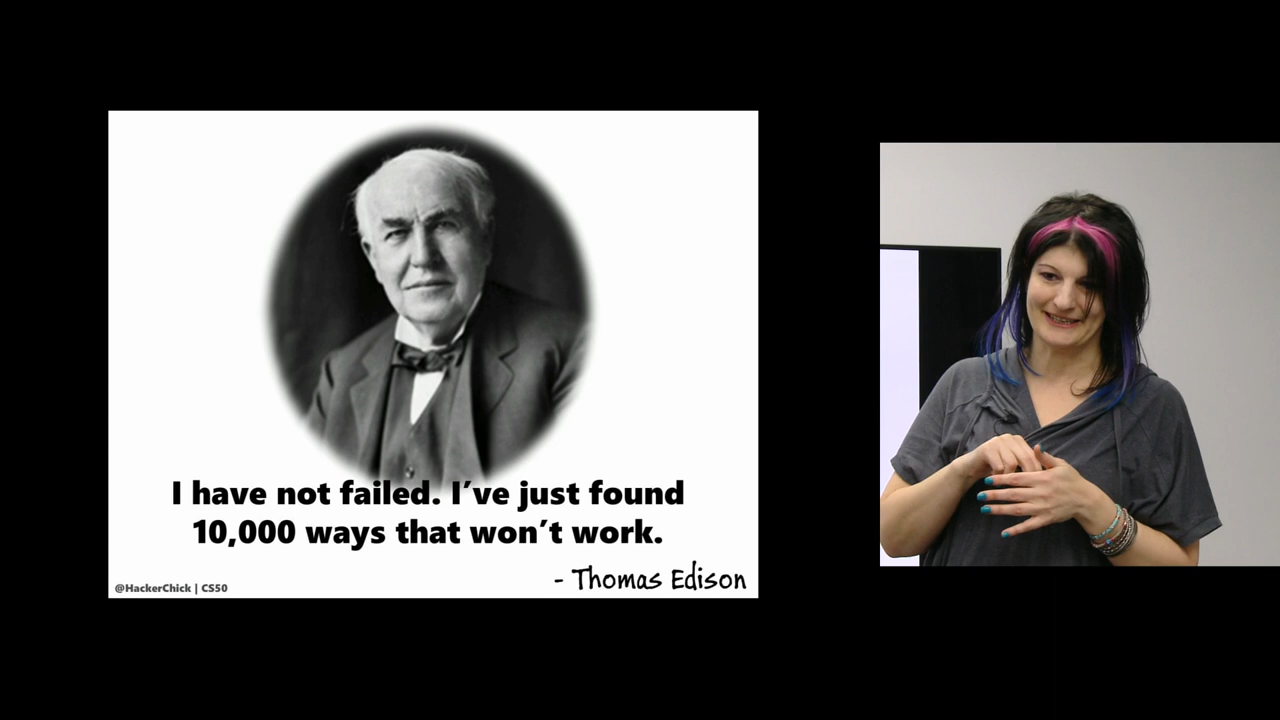 I have not failed. I’ve just found
10,000 ways that won’t work.
- Thomas Edison
@HackerChick | CS50